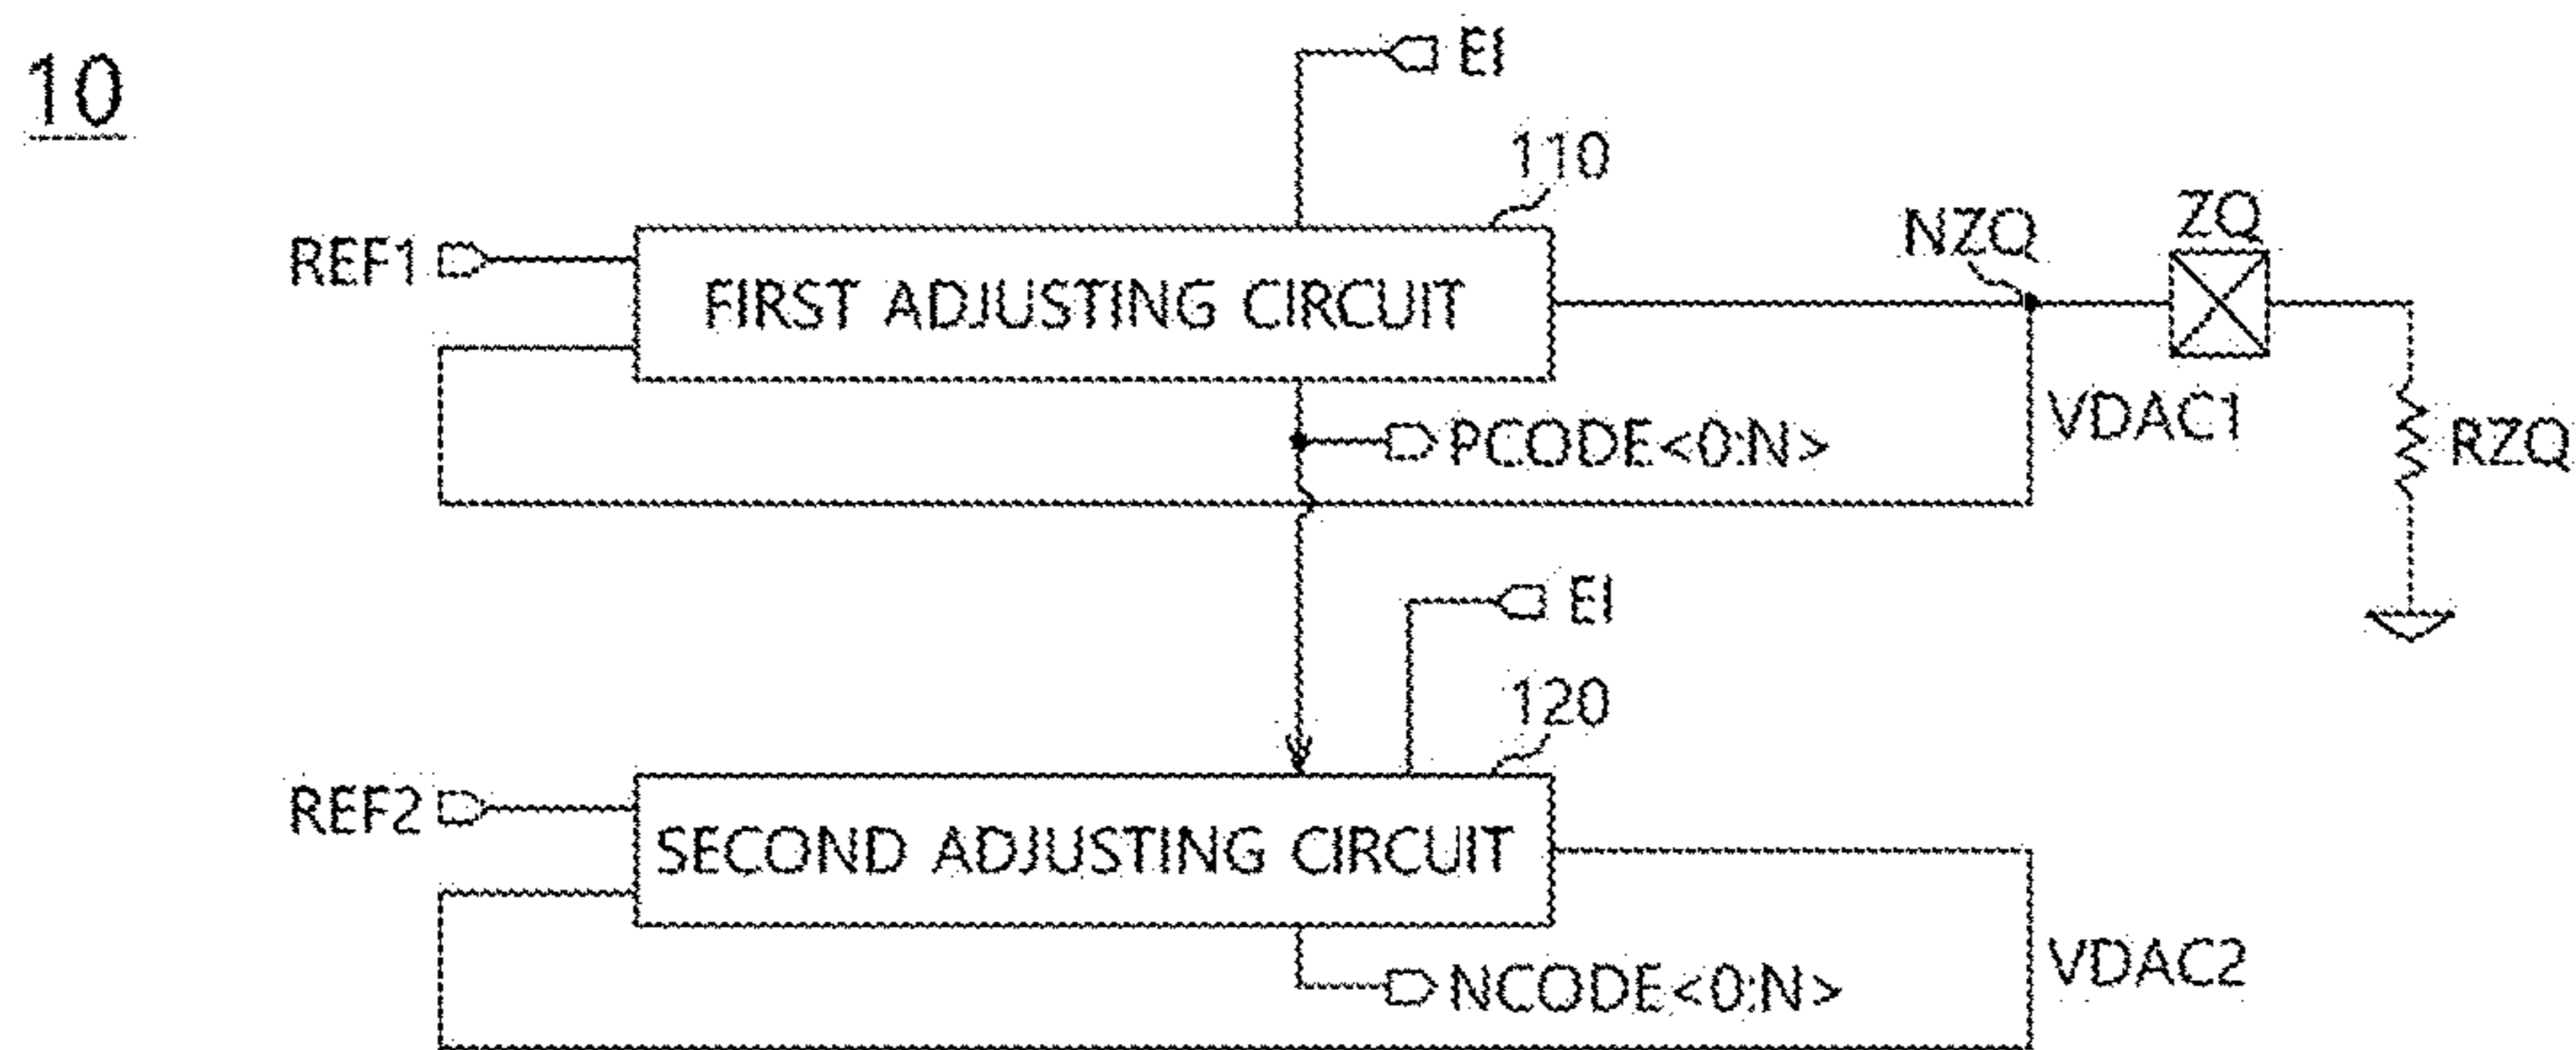 10
EI
110
REF1
FIRST ADJUSTING CIRCUIT
NZQ
ZQ
VDAC1
PCODE<0:N>
RZQ
EI
120
REF2
SECOND ADJUSTING CIRCUIT
VDAC2
NCODE<0:N>